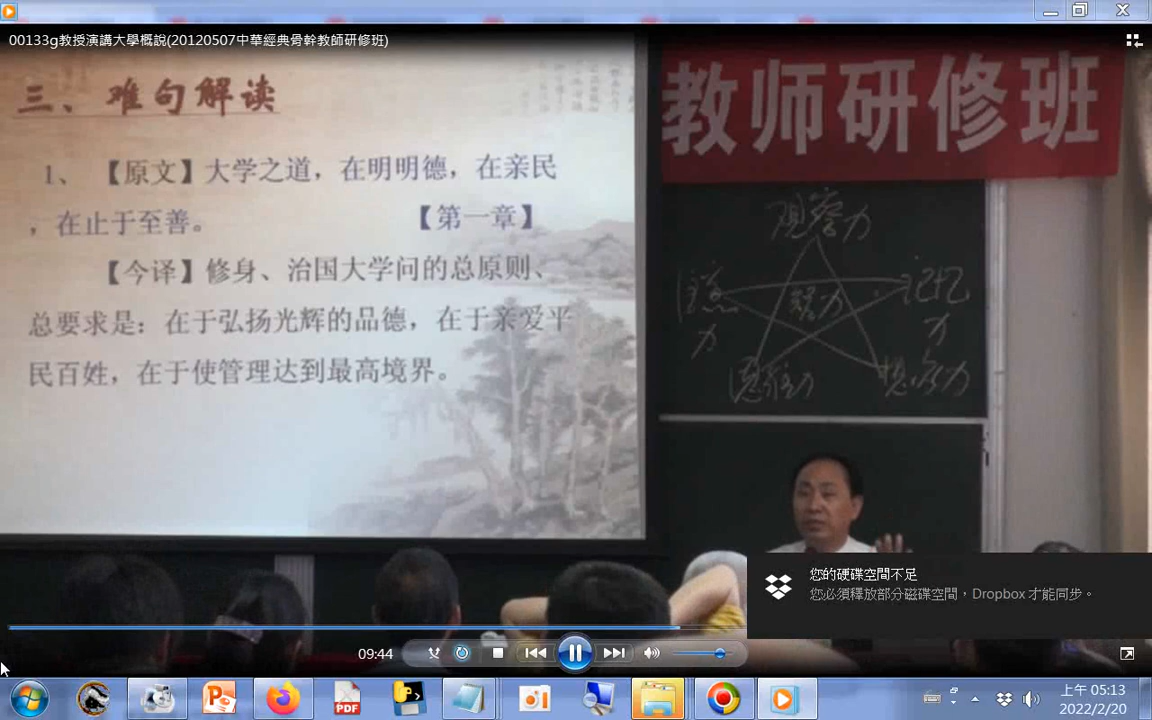 00133g教授演講大學概說(20120507中華經典骨幹教師研修班)
三、难句解读
1、【原文】大学之道，在明明德，在亲民
，在止于至善。 【第一章】
【今译】修身、治国大学问的总原则、
总要求是：在于弘扬光辉的品德，在于亲爱平
民百姓，在于使管理达到最高境界。
教师研修班
观察力
注意力
智力
记忆力
思维力
想象力
您的硬碟空間不足
您必須釋放部分磁碟空間，Dropbox 才能同步。
09:44
PDF
上午 05:13
2022/2/20